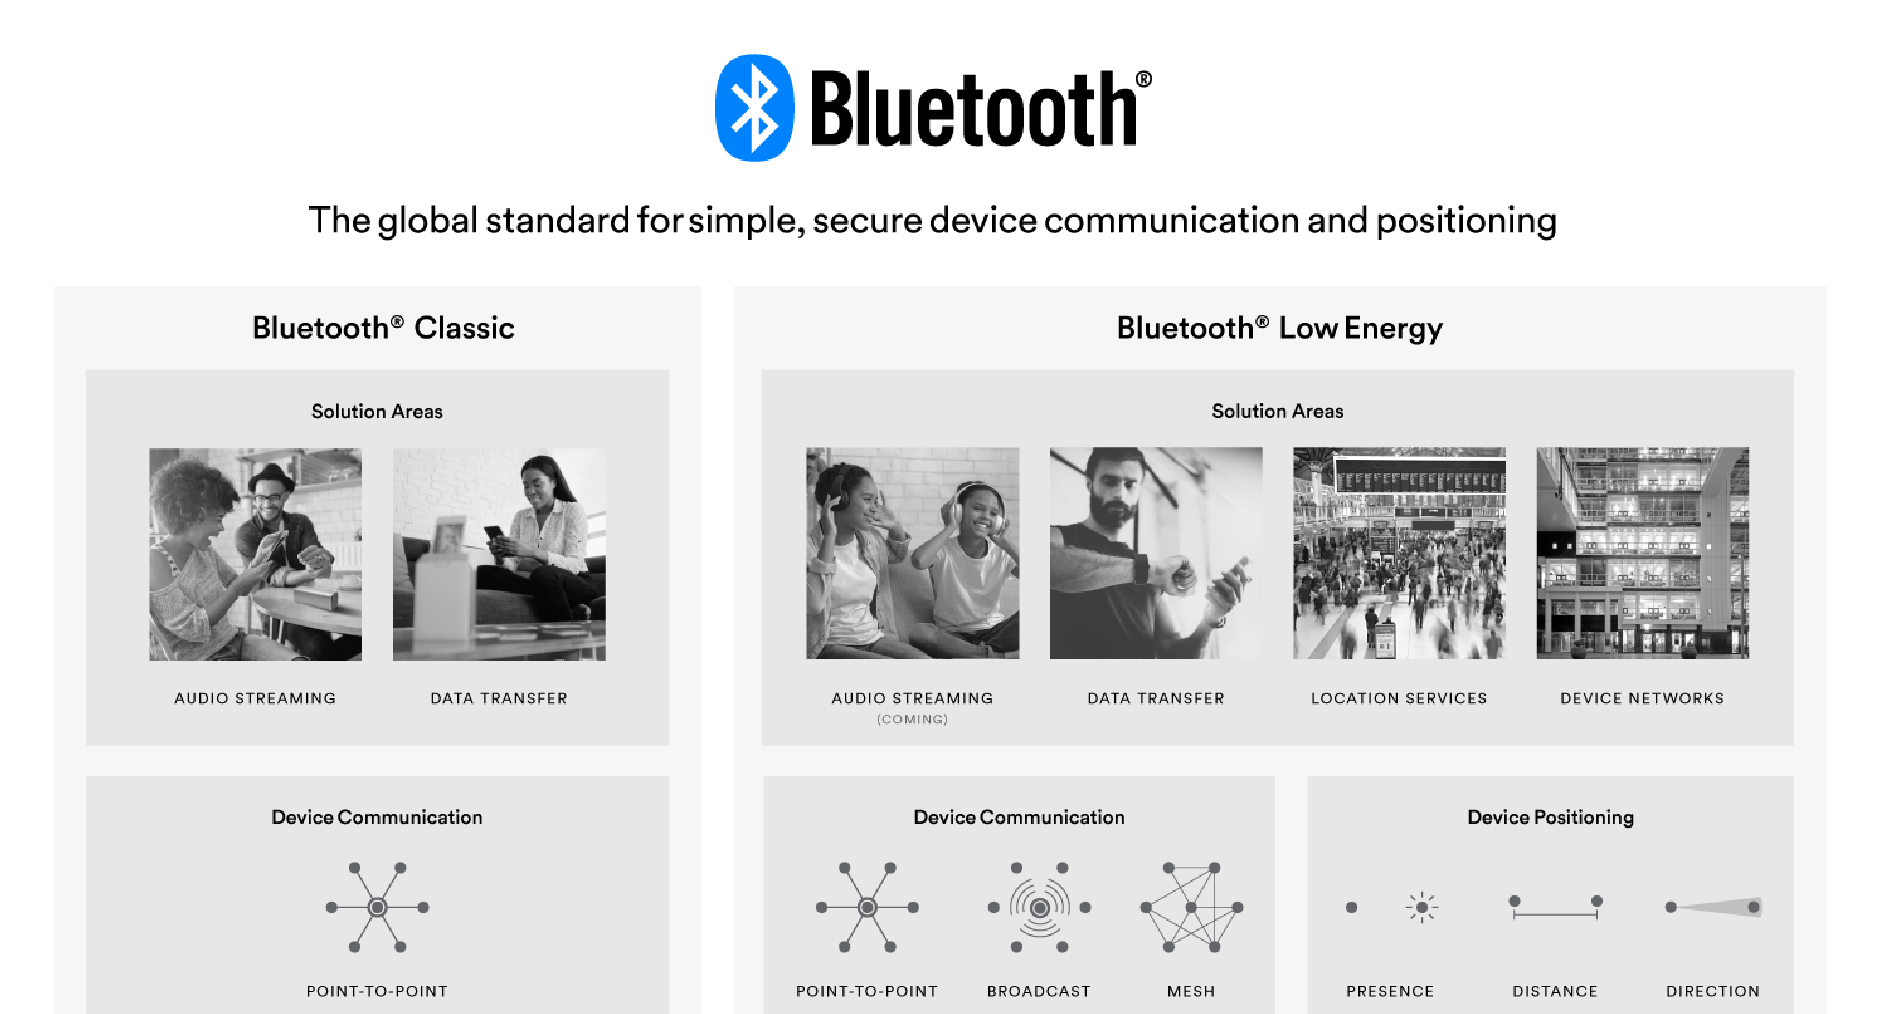 Bluetooth®
The global standard for simple, secure device communication and positioning
Bluetooth® Classic
Solution Areas
AUDIO STREAMING
DATA TRANSFER
Device Communication
POINT-TO-POINT
Bluetooth® Low Energy
Solution Areas
AUDIO STREAMING
(COMING)
DATA TRANSFER
LOCATION SERVICES
DEVICE NETWORKS
Device Communication
POINT-TO-POINT
BROADCAST
MESH
Device Positioning
PRESENCE
DISTANCE
DIRECTION